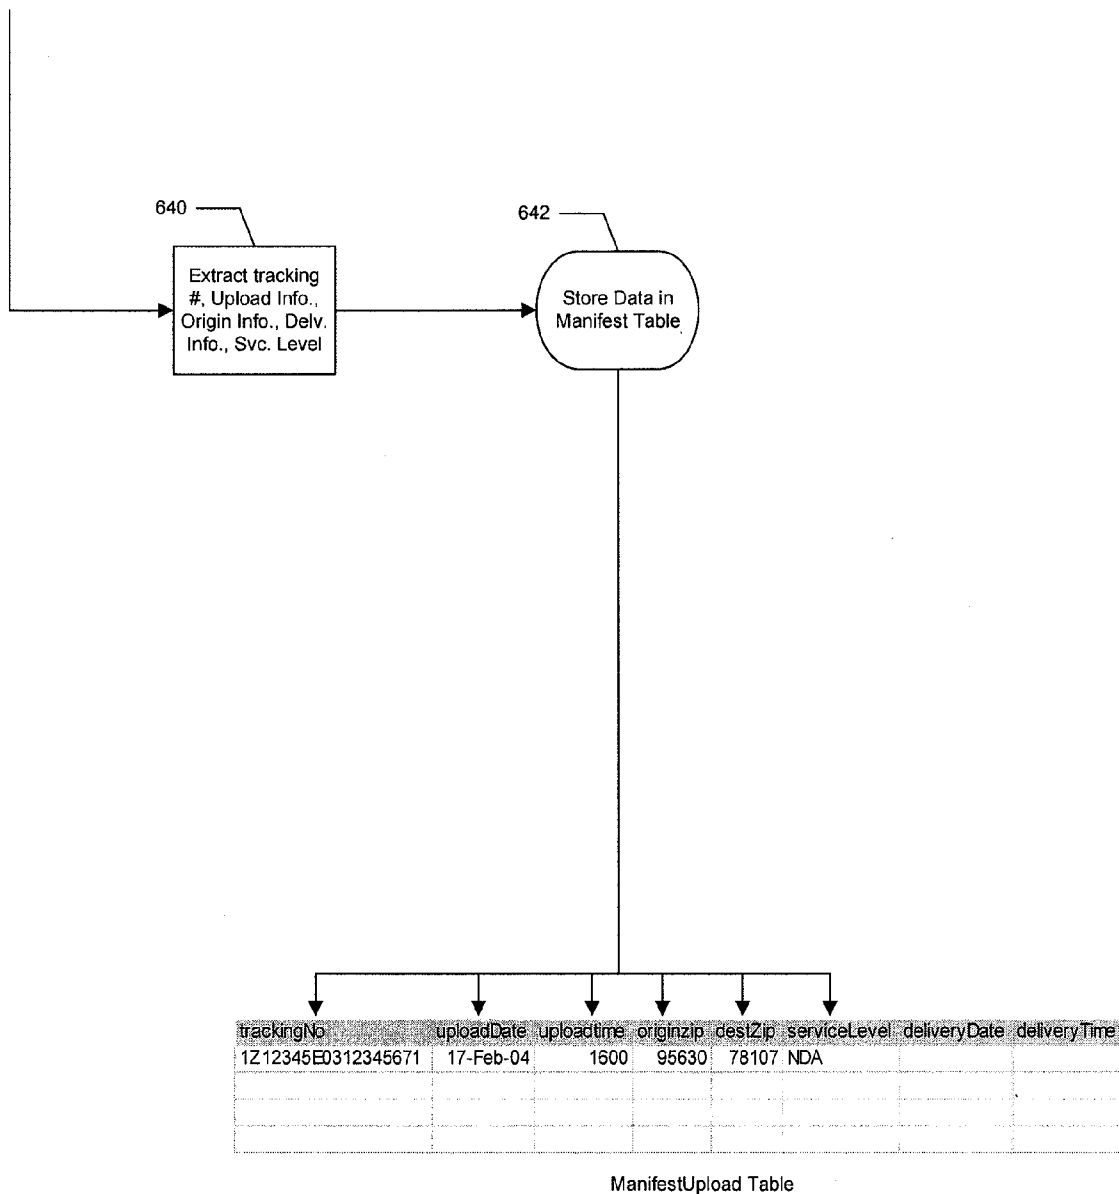 640
642
Extract tracking
#, Upload Info.,
Origin Info., Delv.
Info., Svc. Level
Store Data in
Manifest Table
trackingNo uploadDate uploadtime originzip destZip serviceLevel deliveryDate deliveryTime
1Z12345E0312345671 17-Feb-04 1600 95630 78107 NDA
ManifestUpload Table